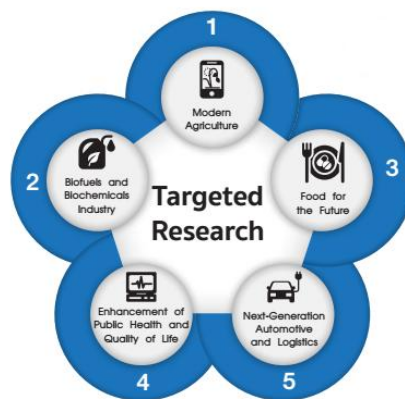 1
Modern
Agriculture
2
Biofuels and
Biochemicals
Industry
3
Food for
the Future
Targeted
Research
Enhancement of
Public Health and
Quality of Life
4
Next-Generation
Automotive
and Logistics
5